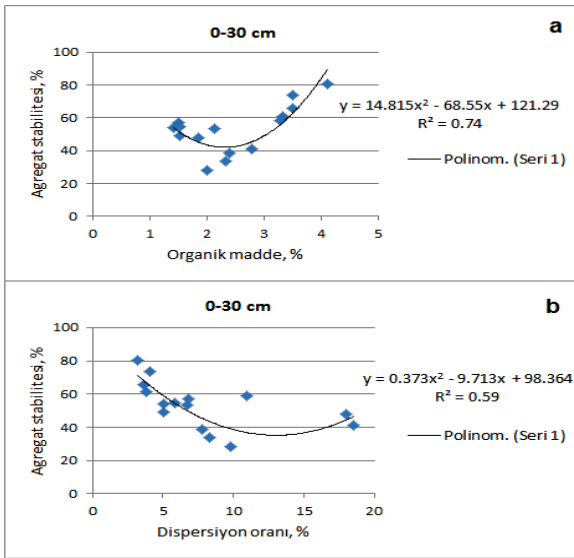 0-30 cm
a
Agregat stabilitesi, %
100
80
60
40
20
0
y = 14.815x² - 68.55x + 121.29
R² = 0.74
Polinom. (Seri 1)
0 1 2 3 4 5
Organik madde, %
0-30 cm
b
Agregat stabilitesi, %
100
80
60
40
20
0
y = 0.373x² - 9.713x + 98.364
R² = 0.59
Polinom. (Seri 1)
0 5 10 15 20
Dispersiyon oranı, %